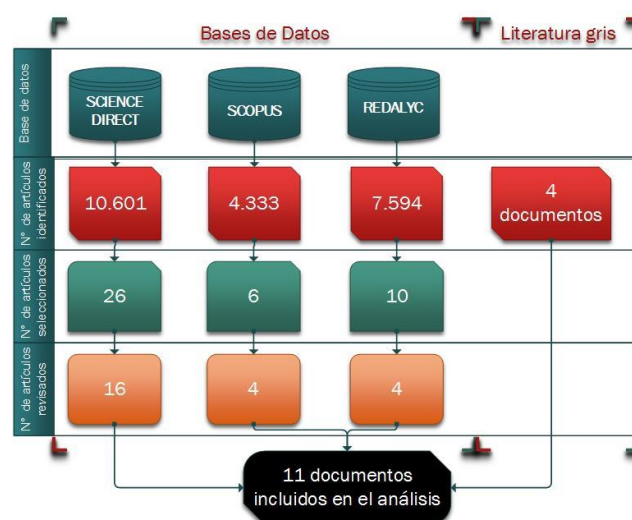 Bases de Datos
Literatura gris
Base de datos
SCIENCE
DIRECT
SCOPUS
REDALYC
N° de artículos
identificados
10.601
4.333
7.594
4
documentos
N° de artículos
seleccionados
26
6
10
N° de artículos
revisados
16
4
4
11 documentos
incluidos en el análisis